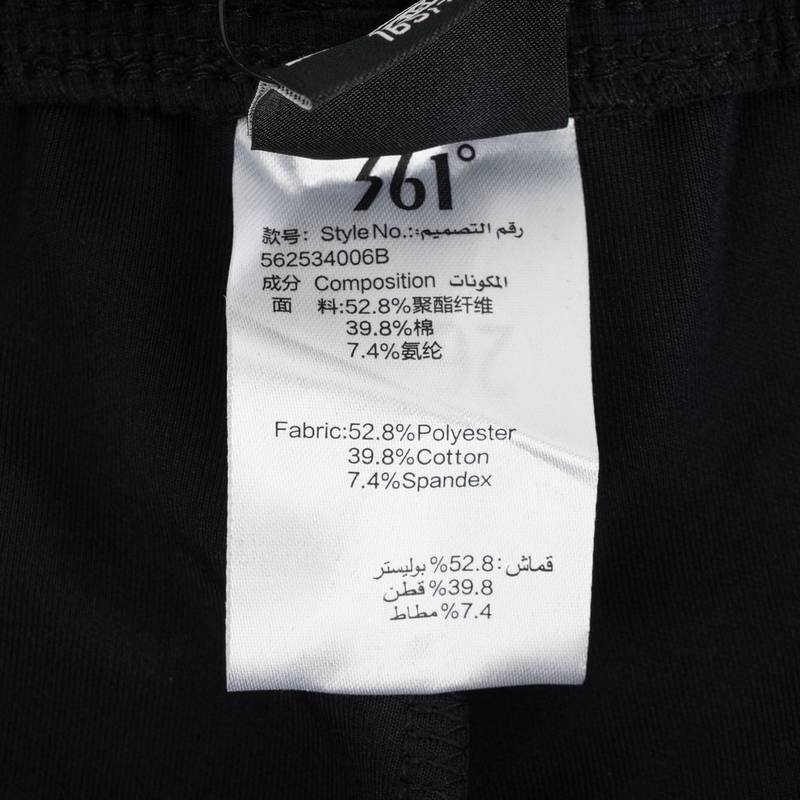 361°
款号: Style No.: رقم التصميم:
562534006B
成分 Composition المكونات
面 料:52.8%聚酯纤维
39.8%棉
7.4%氨纶
Fabric:52.8%Polyester
39.8%Cotton
7.4%Spandex
قماش: 52.8% بوليستر
39.8% قطن
7.4% مطاط